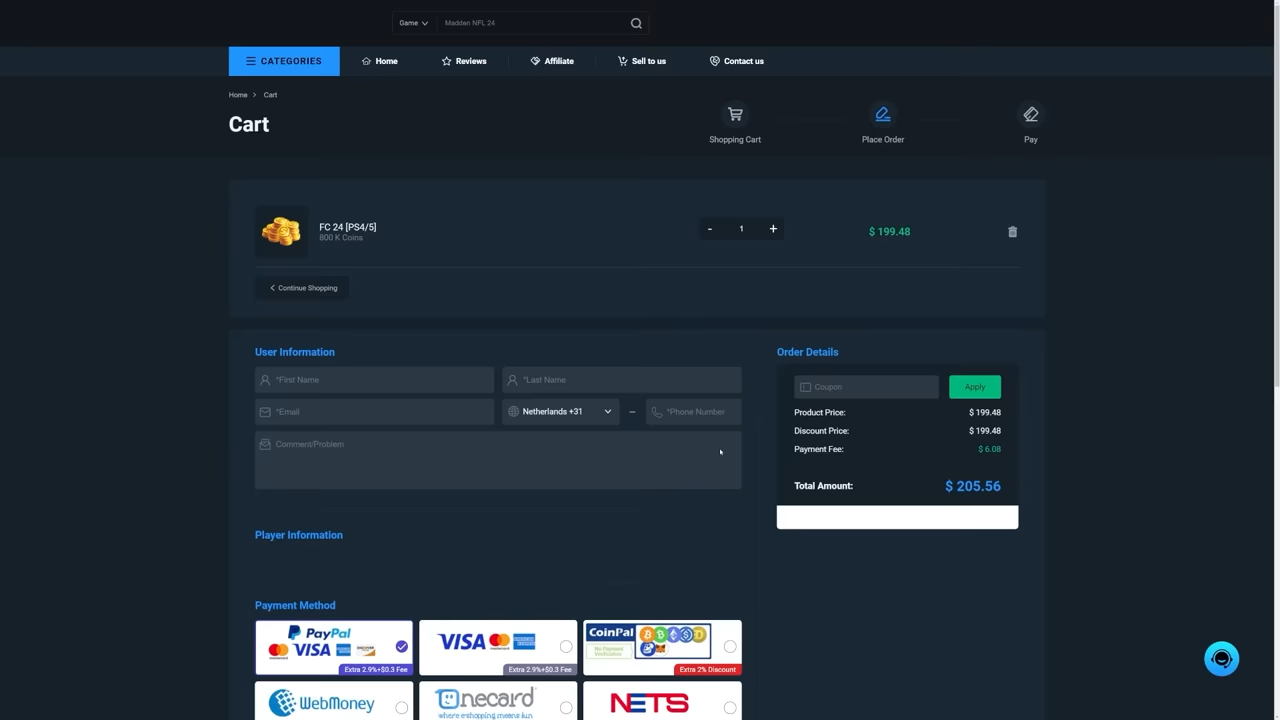 Game
Madden NFL 24
CATEGORIES
Home
Reviews
Affiliate
Sell to us
Contact us
Home > Cart
Cart
Shopping Cart
Place Order
Pay
FC 24 [PS4/5]
800 K Coins
- 1 +
$ 199.48
< Continue Shopping
User Information
*First Name
*Last Name
*Email
Netherlands +31
*Phone Number
Comment/Problem
Order Details
Coupon
Apply
Product Price: $ 199.48
Discount Price: $ 199.48
Payment Fee: $ 6.08
Total Amount: $ 205.56
Player Information
Payment Method
PayPal
VISA
DISCOVER
Extra 2.9%+$0.3 Fee
VISA
Extra 2.9%+$0.3 Fee
CoinPal
No Payment
Verification
Extra 2% Discount
WebMoney
Onecard
where eshopping means fun
NETS